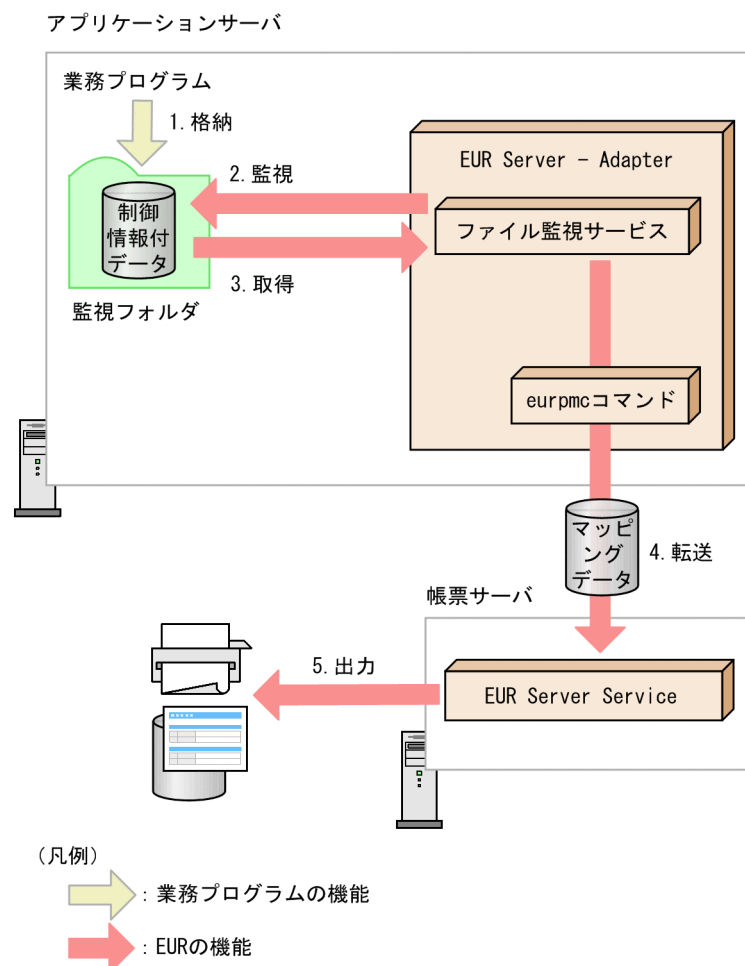 アプリケーションサーバ
業務プログラム
1.格納
EUR Server － Adapter
2.監視
制御
情報付
データ
ファイル監視サービス
3.取得
監視フォルダ
eurpmcコマンド
マッピ
ング
データ
4.転送
帳票サーバ
5.出力
EUR Server Service
(凡例)
：業務プログラムの機能
：EURの機能